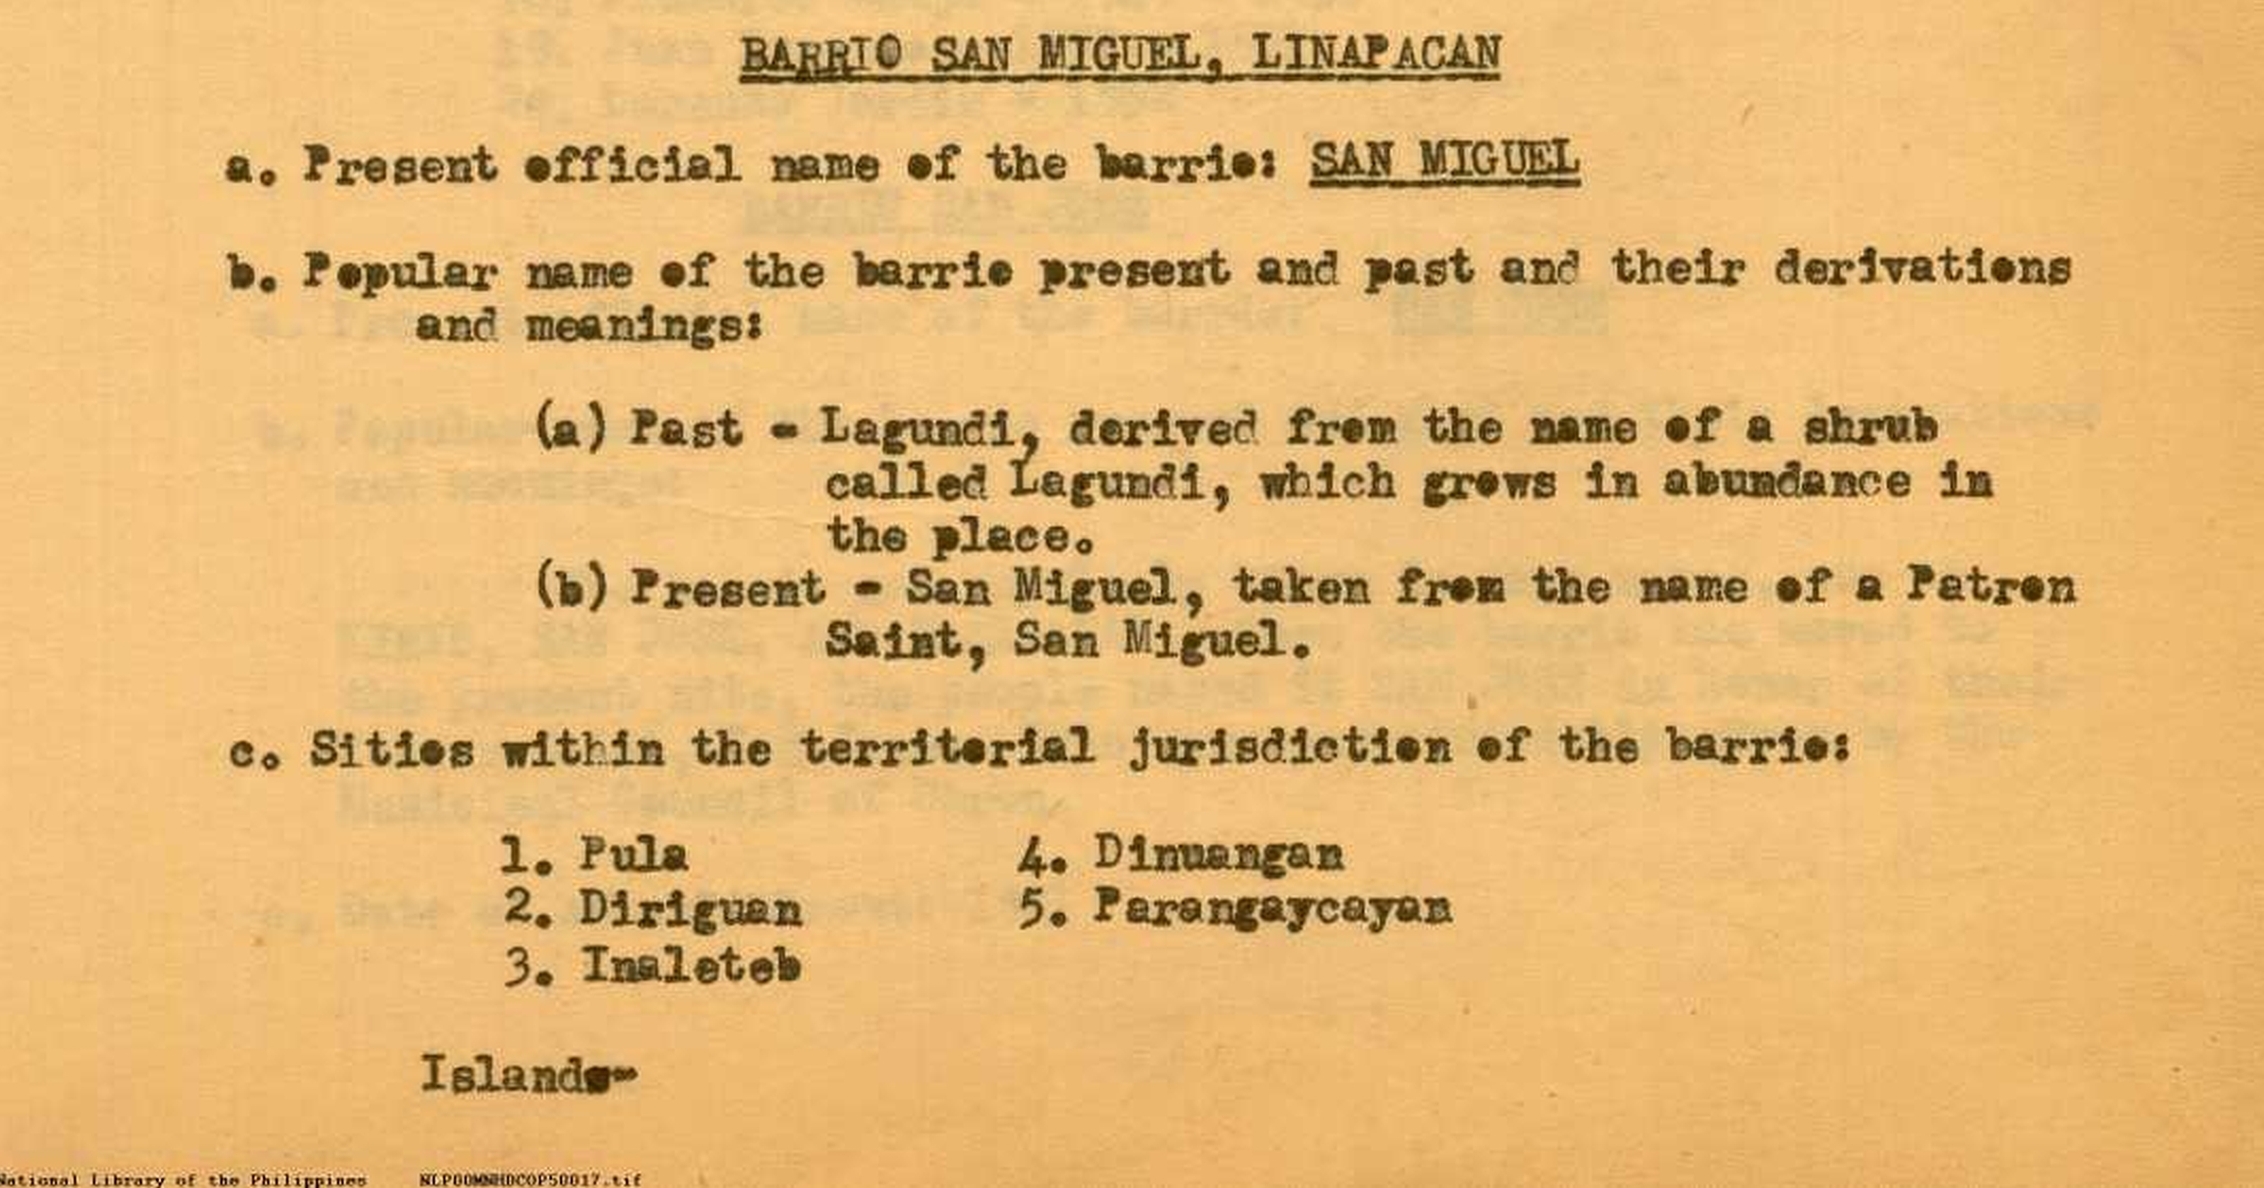 BARRIO SAN MIGUEL, LINAPACAN
a. Present official name of the barrio: SAN MIGUEL
b. Popular name of the barrio present and past and their derivations
and meanings:
(a) Past - Lagundi, derived from the name of a shrub
called Lagundi, which grows in abundance in
the place.
(b) Present - San Miguel, taken from the name of a Patron
Saint, San Miguel.
c. Sitios within the territorial jurisdiction of the barrio:
1. Pula 4. Dinuangan
2. Diriguan 5. Parangaycayan
3. Inaleteb
Islands-
National Library of the Philippines NLPOOMNHDCOP50017.tif